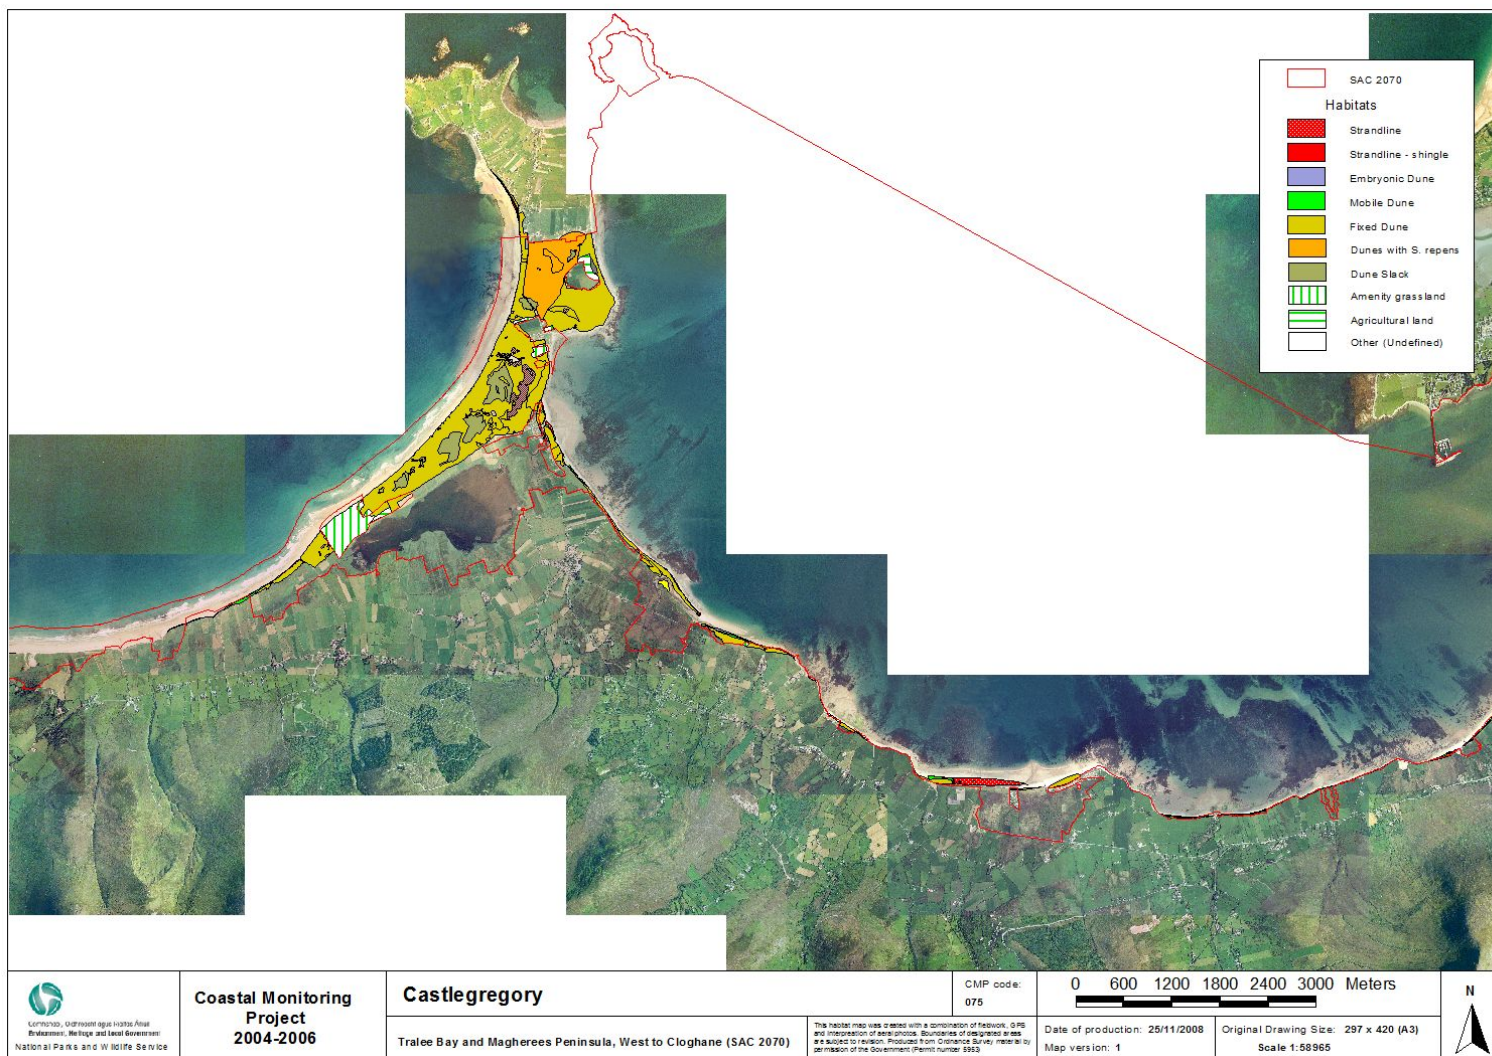 SAC 2070
Habitats
Strandline
Strandline - shingle
Embryonic Dune
Mobile Dune
Fixed Dune
Dunes with S. repens
Dune Slack
Amenity grassland
Agricultural land
Other (Undefined)
Environment, Heritage and Local Government
National Parks and Wildlife Service
Coastal Monitoring
Project
2004-2006
Castlegregory
Tralee Bay and Magherees Peninsula, West to Cloghane (SAC 2070)
This habitat map was created with a combination of fieldwork, GPS
and interpretation of aerial photos. Boundaries of designated areas
are subject to revision. Produced from Ordnance Survey material by
permission of the Government (Permit number 5953)
CMP code:
075
0 600 1200 1800 2400 3000 Meters
Date of production: 25/11/2008
Map version: 1
Original Drawing Size: 297 x 420 (A3)
Scale 1:58965
N